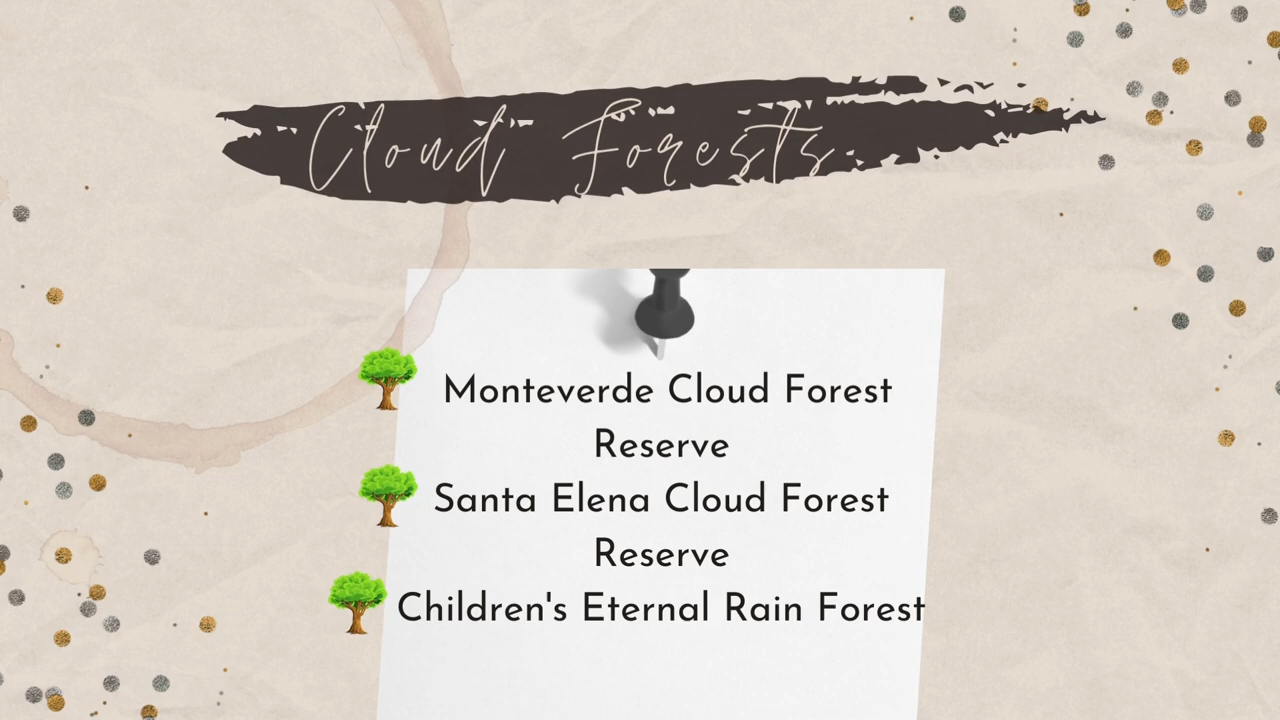 Cloud Forests
Monteverde Cloud Forest
Reserve
Santa Elena Cloud Forest
Reserve
Children's Eternal Rain Forest